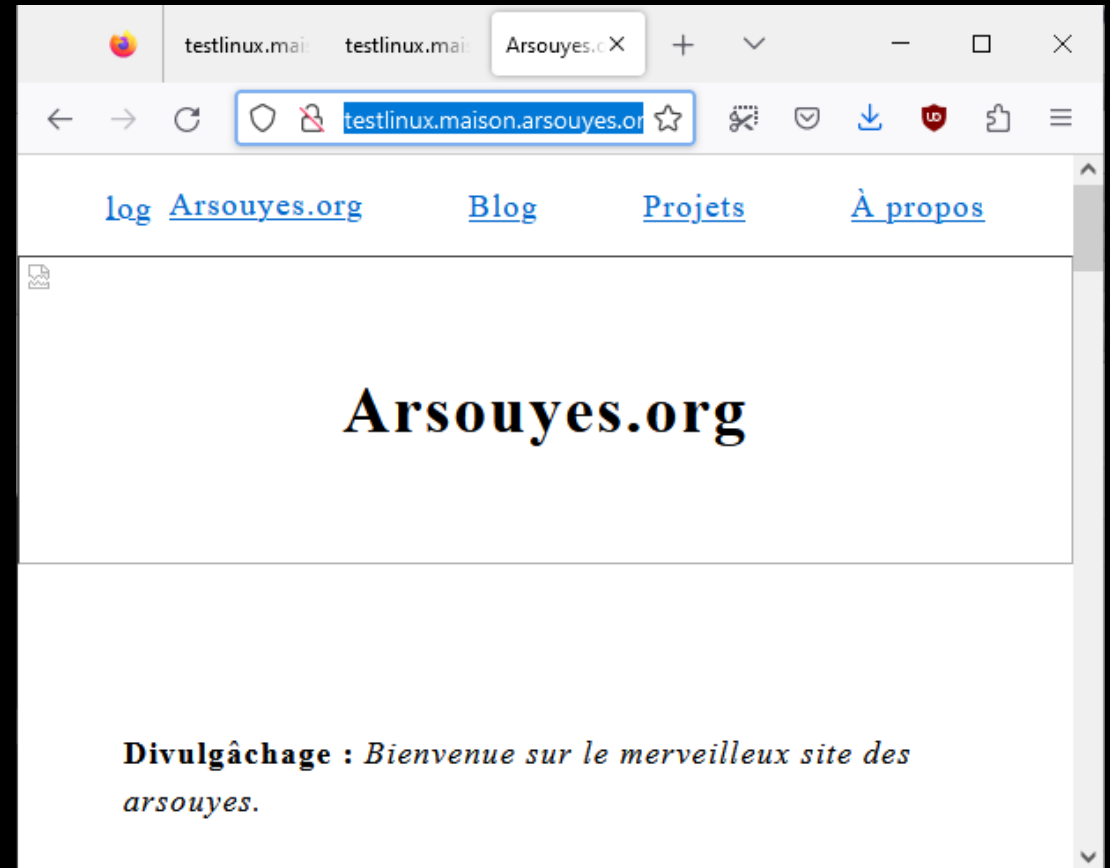 testlinux.mai testlinux.mai Arsouyes.c
testlinux.maison.arsouyes.or
log Arsouyes.org Blog Projets À propos
Arsouyes.org
Divulgâchage : Bienvenue sur le merveilleux site des
arsouyes.